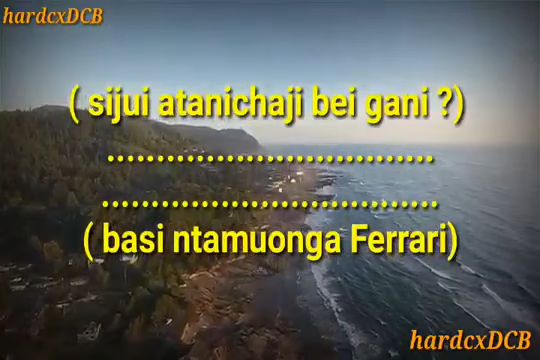 hardcxDCB
( sijui atanichaji bei gani ?)
.................................
..................................
( basi ntamuonga Ferrari)
hardcxDCB